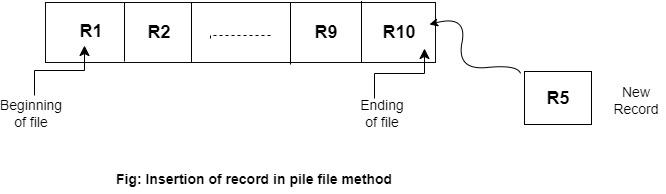 R1 R2 R9 R10
R5
New
Record
Beginning
of file
Ending
of file
Fig: Insertion of record in pile file method